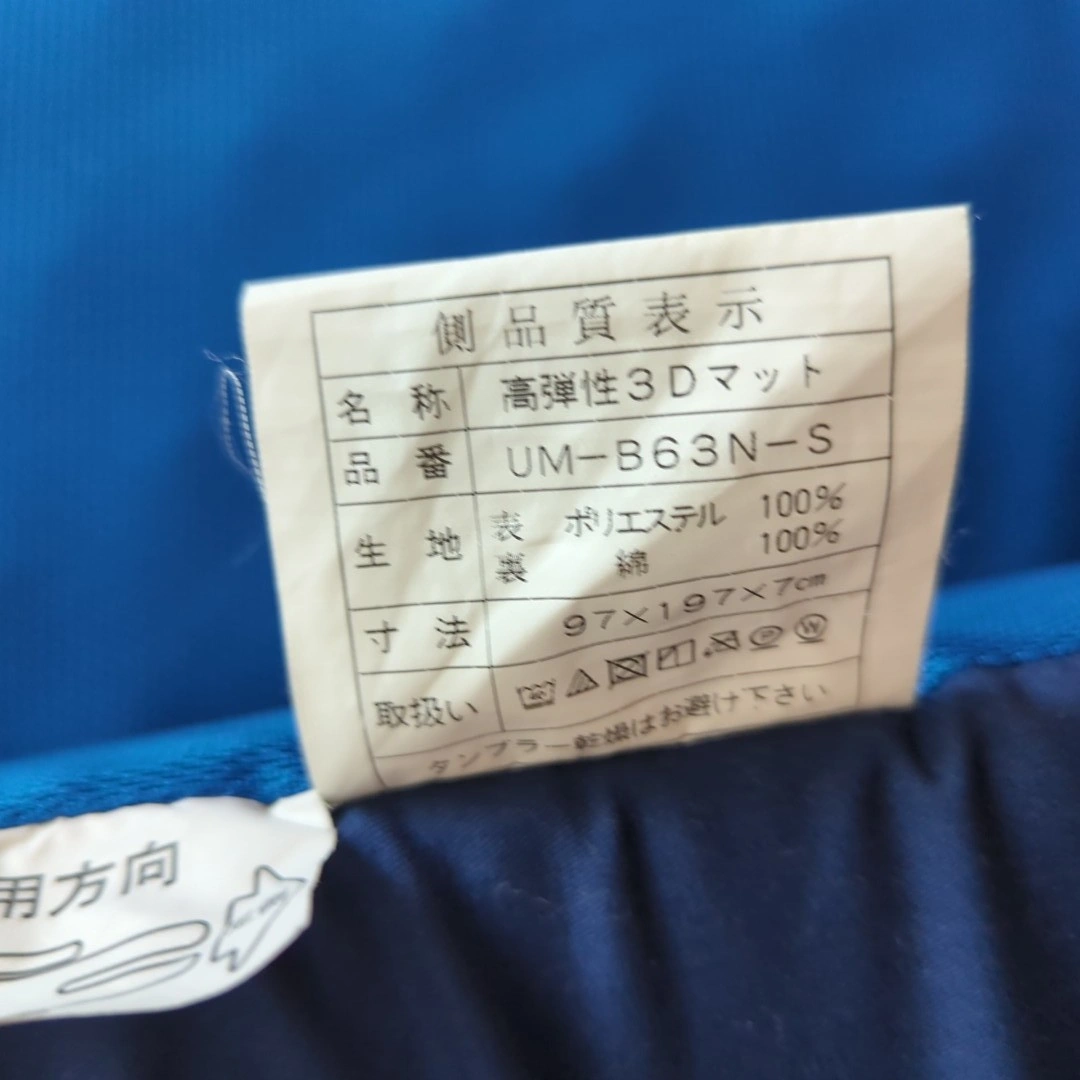 側品質表示
名称 高弾性3Dマット
品番 UM-B63N-S
生地 表 ポリエステル 100%
裏 綿 100%
寸法 97×197×7cm
取扱い
タンブラー乾燥はお避け下さい
用方向